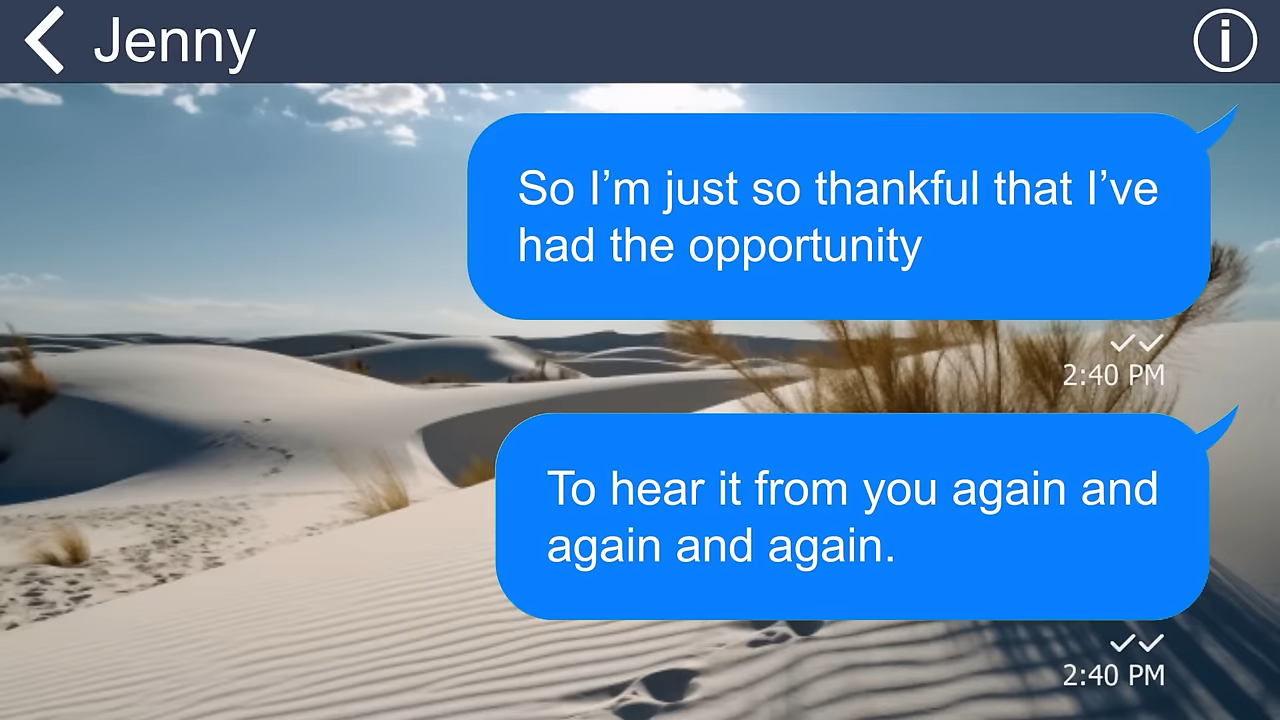 Jenny
So I’m just so thankful that I’ve
had the opportunity
2:40 PM
To hear it from you again and
again and again.
2:40 PM